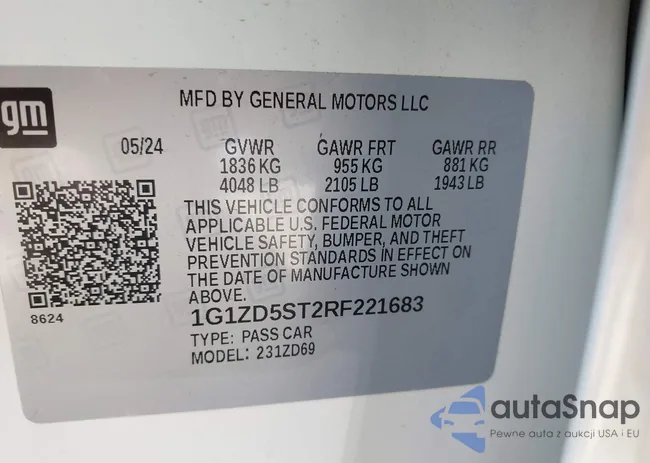 gm
MFD BY GENERAL MOTORS LLC
05/24 GVWR GAWR FRT GAWR RR
1836 KG 955 KG 881 KG
4048 LB 2105 LB 1943 LB
THIS VEHICLE CONFORMS TO ALL
APPLICABLE U.S. FEDERAL MOTOR
VEHICLE SAFETY, BUMPER, AND THEFT
PREVENTION STANDARDS IN EFFECT ON
THE DATE OF MANUFACTURE SHOWN
ABOVE.
8624
1G1ZD5ST2RF221683
TYPE: PASS CAR
MODEL: 231ZD69
autaSnap
Pewne auta z aukcji USA i EU